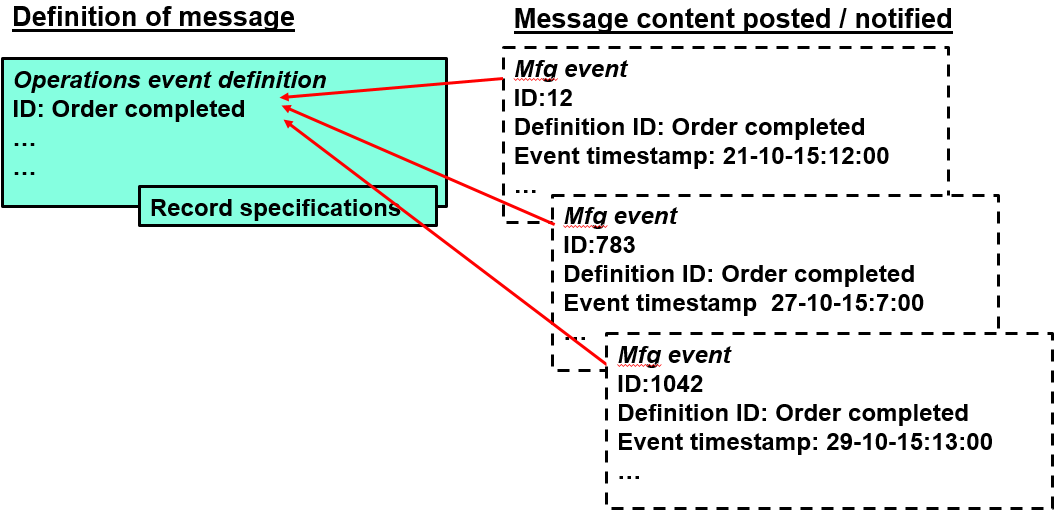 Definition of message
Operations event definition
ID: Order completed
...
...
Record specifications
Message content posted / notified
Mfg event
ID:12
Definition ID: Order completed
Event timestamp: 21-10-15:12:00
...
Mfg event
ID:783
Definition ID: Order completed
Event timestamp  27-10-15:7:00
...
Mfg event
ID:1042
Definition ID: Order completed
Event timestamp: 29-10-15:13:00
...